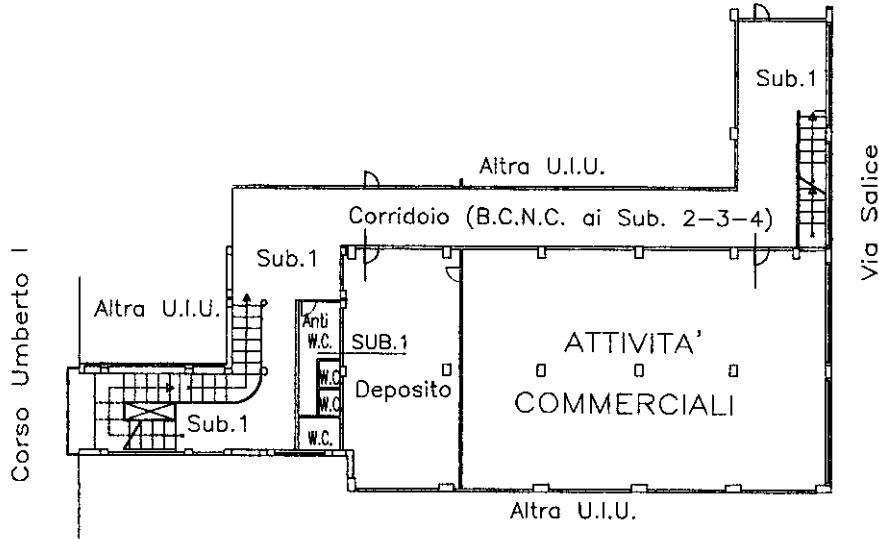 Sub.1
Altra U.I.U.
Via Salice
Corridoio (B.C.N.C. ai Sub. 2-3-4)
Sub.1
Corso Umberto I
Altra U.I.U.
Anti
W.C.
SUB.1
ATTIVITA'
COMMERCIALI
W.C
Deposito
W.C
Sub.1
W.C.
Altra U.I.U.